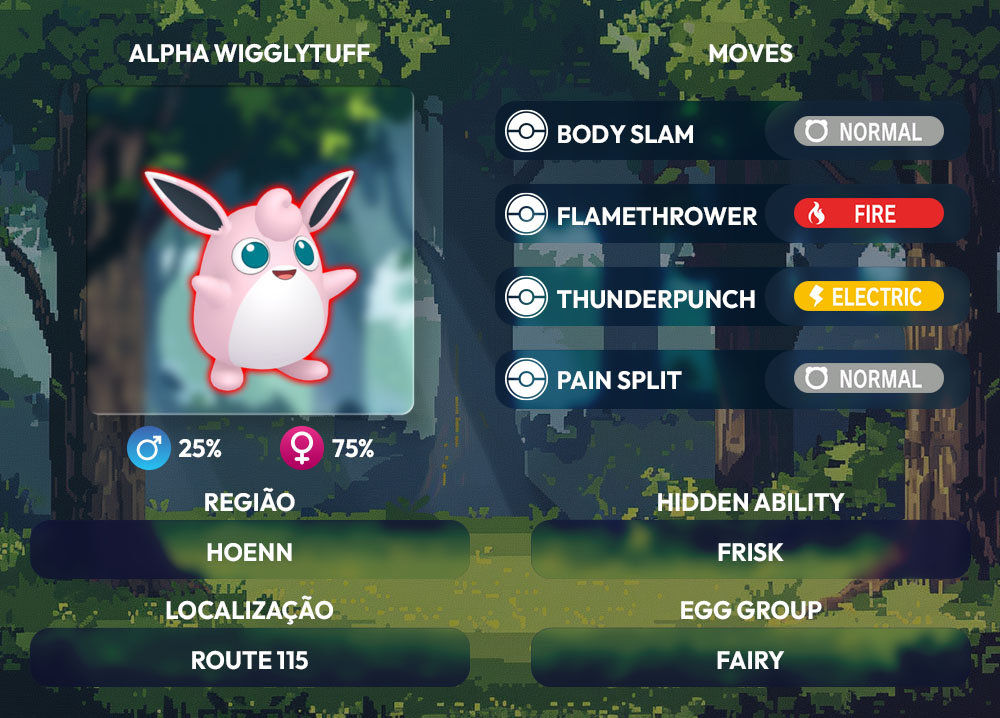 ALPHA WIGGLYTUFF
25%
75%
REGIÃO
HOENN
LOCALIZAÇÃO
ROUTE 115
MOVES
BODY SLAM NORMAL
FLAMETHROWER FIRE
THUNDERPUNCH ELECTRIC
PAIN SPLIT NORMAL
HIDDEN ABILITY
FRISK
EGG GROUP
FAIRY